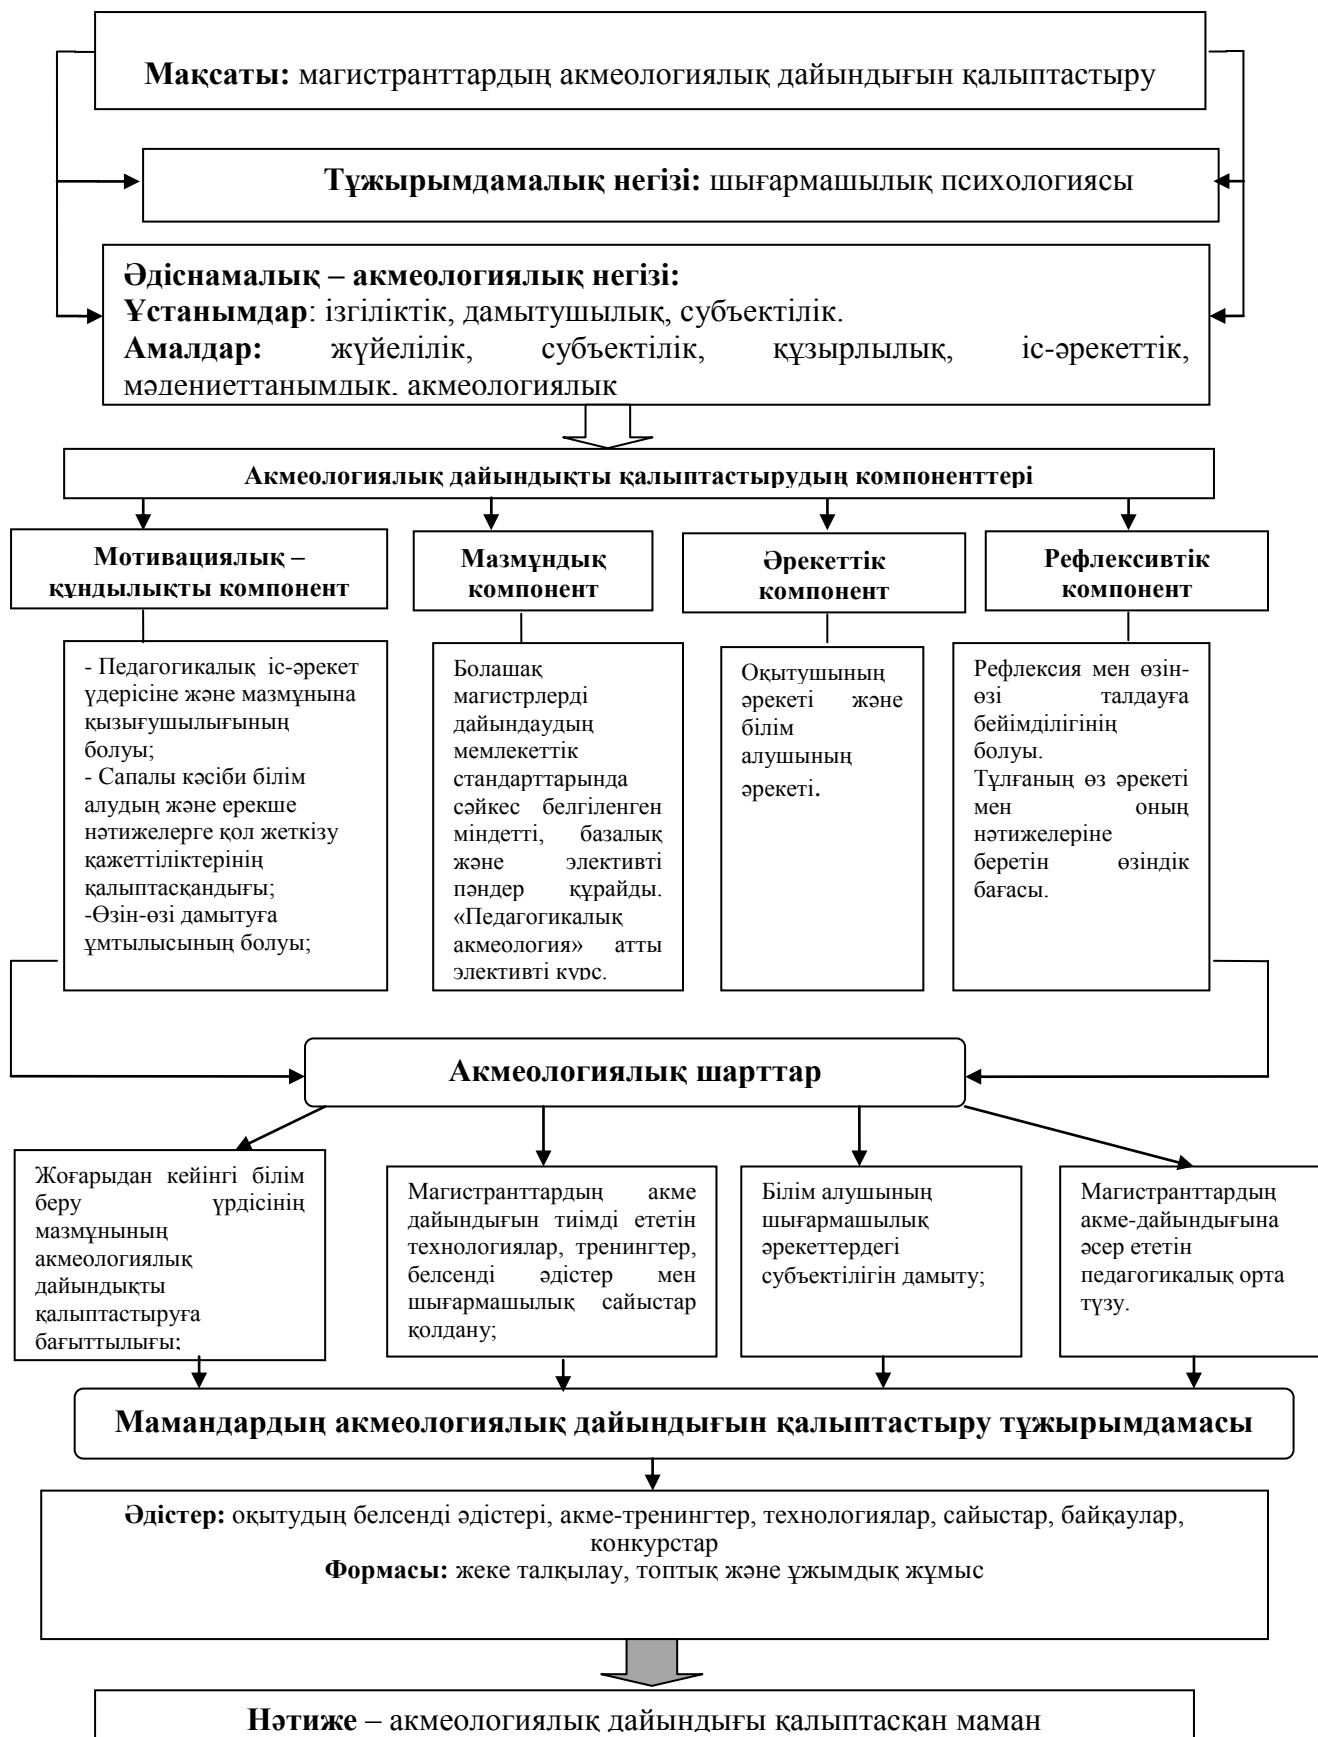 Мақсаты: магистранттардың акмеологиялық дайындығын қалыптастыру
Тұжырымдамалық негізі: шығармашылық психологиясы
Әдіснамалық – акмеологиялық негізі:
Ұстанымдар: ізгіліктік, дамытушылық, субъектілік.
Амалдар: жүйелілік, субъектілік, құзырлылық, іс-әрекеттік,
мәдениеттанымдық, акмеологиялық
Акмеологиялық дайындықты қалыптастырудың компоненттері
Мотивациялық –
құндылықты компонент
Мазмұндық
компонент
Әрекеттік
компонент
Рефлексивтік
компонент
- Педагогикалық іс-әрекет
үдерісіне және мазмұнына
қызығушылығының
болуы;
- Сапалы кәсіби білім
алудың және ерекше
нәтижелерге қол жеткізу
қажеттіліктерінің
қалыптасқандығы;
-Өзін-өзі дамытуға
ұмтылысының болуы;
Болашақ
магистрлерді
дайындаудың
мемлекеттік
стандарттарында
сәйкес белгіленген
міндетті, базалық
және элективті
пәндер құрайды.
«Педагогикалық
акмеология» атты
элективті курс.
Оқытушының
әрекеті және
білім
алушының
әрекеті.
Рефлексия мен өзін-
өзі талдауға
бейімділігінің
болуы.
Тұлғаның өз әрекеті
мен оның
нәтижелеріне
беретін өзіндік
бағасы.
Акмеологиялық шарттар
Жоғарыдан кейінгі білім
беру үрдісінің
мазмұнының
акмеологиялық
дайындықты
қалыптастыруға
бағыттылығы;
Магистранттардың акме
дайындығын тиімді ететін
технологиялар, тренингтер,
белсенді әдістер мен
шығармашылық сайыстар
қолдану;
Білім алушының
шығармашылық
әрекеттердегі
субъектілігін дамыту;
Магистранттардың
акме-дайындығына
әсер ететін
педагогикалық орта
түзу.
Мамандардың акмеологиялық дайындығын қалыптастыру тұжырымдамасы
Әдістер: оқытудың белсенді әдістері, акме-тренингтер, технологиялар, сайыстар, байқаулар,
конкурстар
Формасы: жеке талқылау, топтық және ұжымдық жұмыс
Нәтиже – акмеологиялық дайындығы қалыптасқан маман